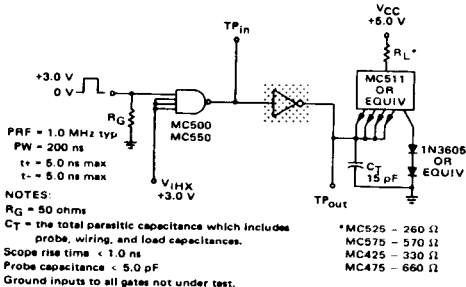 TPin
VCC
+5.0 V
RL*
MC511
OR
EQUIV
+3.0 V
0 V
RG
MC500
MC550
1N3605
OR
EQUIV
PRF = 1.0 MHz typ
PW = 200 ns
t+ = 5.0 ns max
t- = 5.0 ns max
VIHX
+3.0 V
CT
15 pF
TPout
NOTES:
RG = 50 ohms
CT = the total parasitic capacitance which includes
probe, wiring, and load capacitances.
Scope rise time < 1.0 ns
Probe capacitance < 5.0 pF
Ground inputs to all gates not under test.
*MC525 - 260 Ω
MC575 - 570 Ω
MC425 - 330 Ω
MC475 - 660 Ω